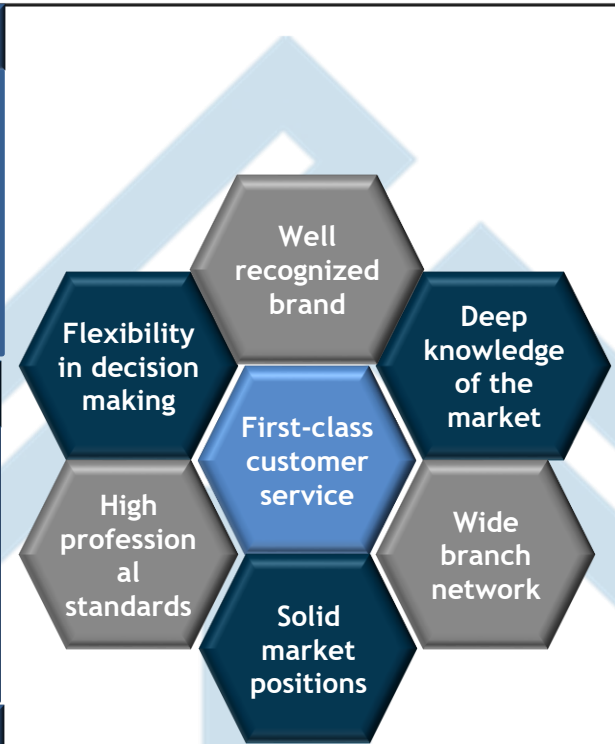 Well
recognized
brand
Flexibility
in decision
making
Deep
knowledge
of the
market
First-class
customer
service
High
profession
al
standards
Wide
branch
network
Solid
market
positions